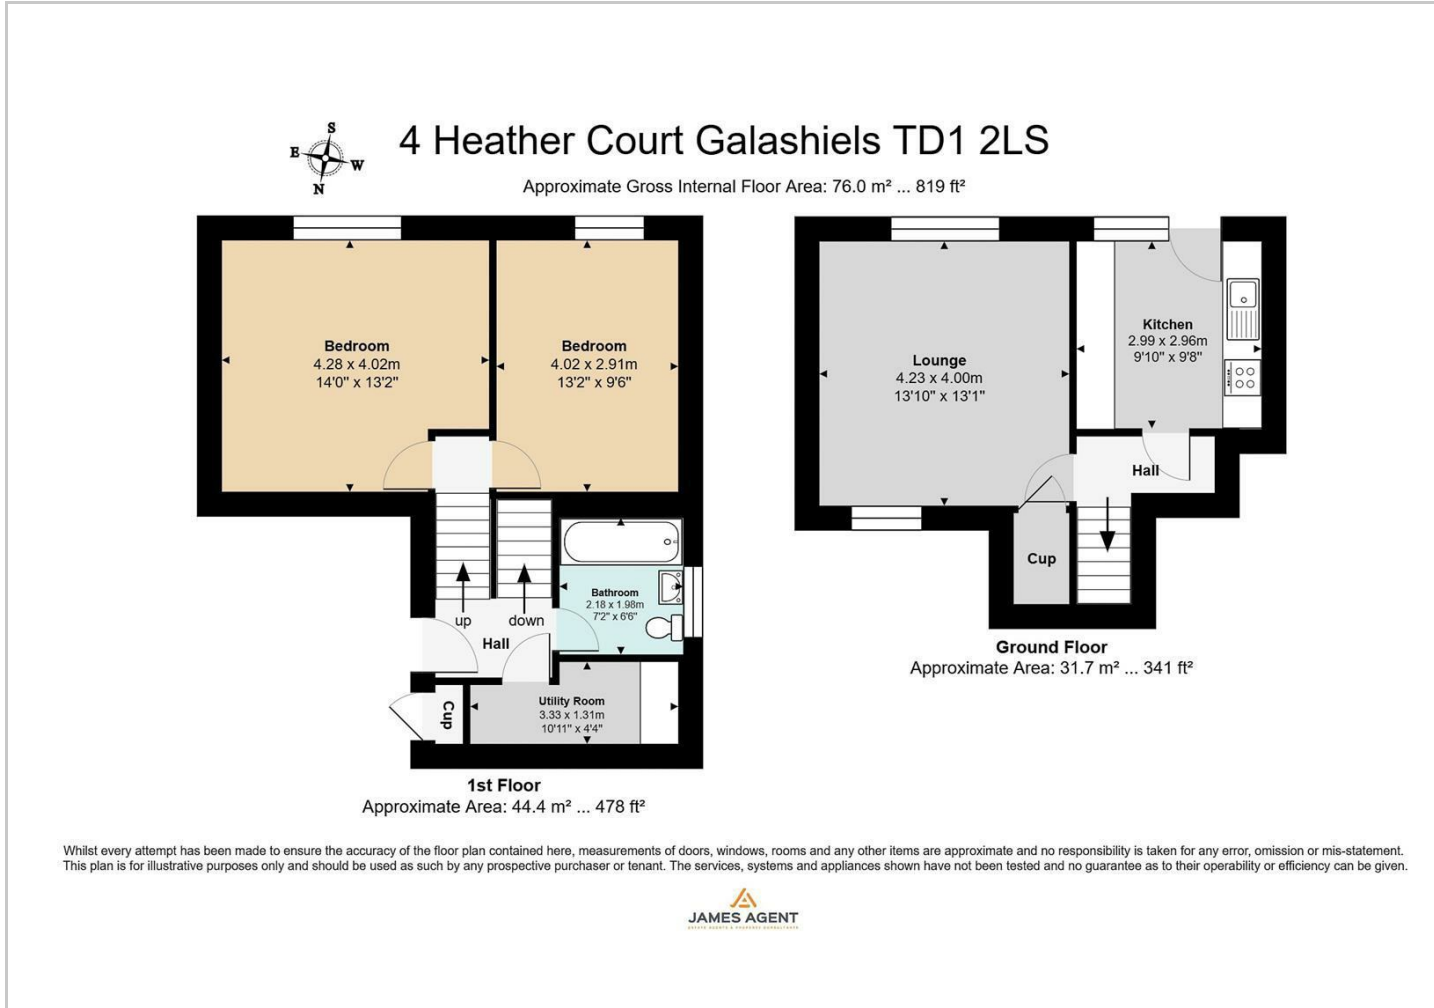 4 Heather Court Galashiels TD1 2LS
Approximate Gross Internal Floor Area: 76.0 m² ... 819 ft²
S
E
W
N
Bedroom
4.28 x 4.02m
14'0" x 13'2"
Bedroom
4.02 x 2.91m
13'2" x 9'6"
up
down
Hall
Bathroom
2.18 x 1.98m
7'2" x 6'6"
Cup
Utility Room
3.33 x 1.31m
10'11" x 4'4"
1st Floor
Approximate Area: 44.4 m² ... 478 ft²
Lounge
4.23 x 4.00m
13'10" x 13'1"
Kitchen
2.99 x 2.96m
9'10" x 9'8"
Hall
Cup
Ground Floor
Approximate Area: 31.7 m² ... 341 ft²
Whilst every attempt has been made to ensure the accuracy of the floor plan contained here, measurements of doors, windows, rooms and any other items are approximate and no responsibility is taken for any error, omission or mis-statement.
This plan is for illustrative purposes only and should be used as such by any prospective purchaser or tenant. The services, systems and appliances shown have not been tested and no guarantee as to their operability or efficiency can be given.
JAMES AGENT
ESTATE AGENTS & PROPERTY CONSULTANTS